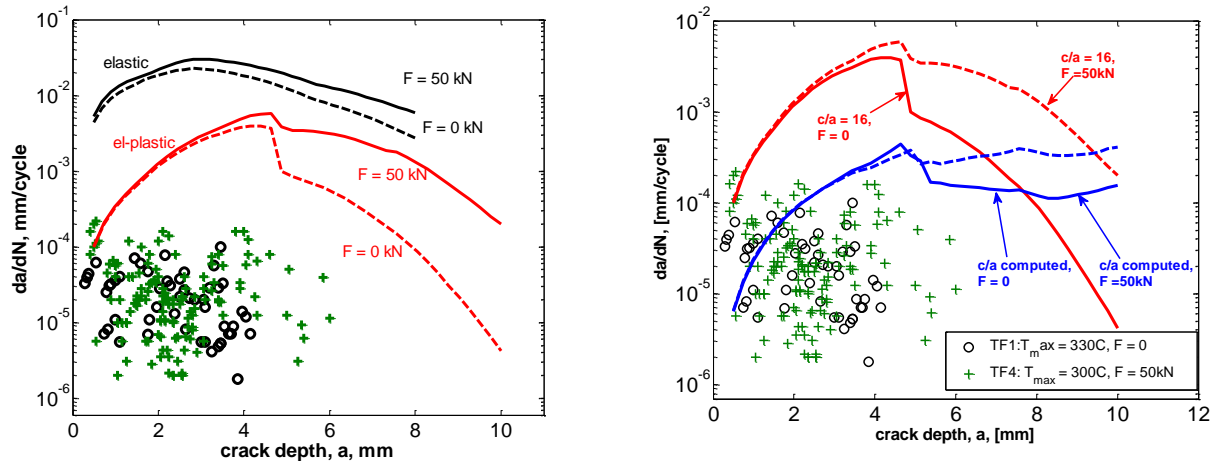 10^-1
10^-2
10^-3
10^-4
10^-5
10^-6
da/dN, mm/cycle
elastic
F = 50 kN
F = 0 kN
el-plastic
F = 50 kN
F = 0 kN
0 2 4 6 8 10
crack depth, a, mm
10^-2
10^-3
10^-4
10^-5
10^-6
da/dN, [mm/cycle]
c/a = 16,
F =50kN
c/a = 16,
F = 0
c/a computed,
F = 0
c/a computed,
F =50kN
TF1:T_max = 330C, F = 0
TF4: T_max = 300C, F = 50kN
0 2 4 6 8 10 12
crack depth, a, [mm]